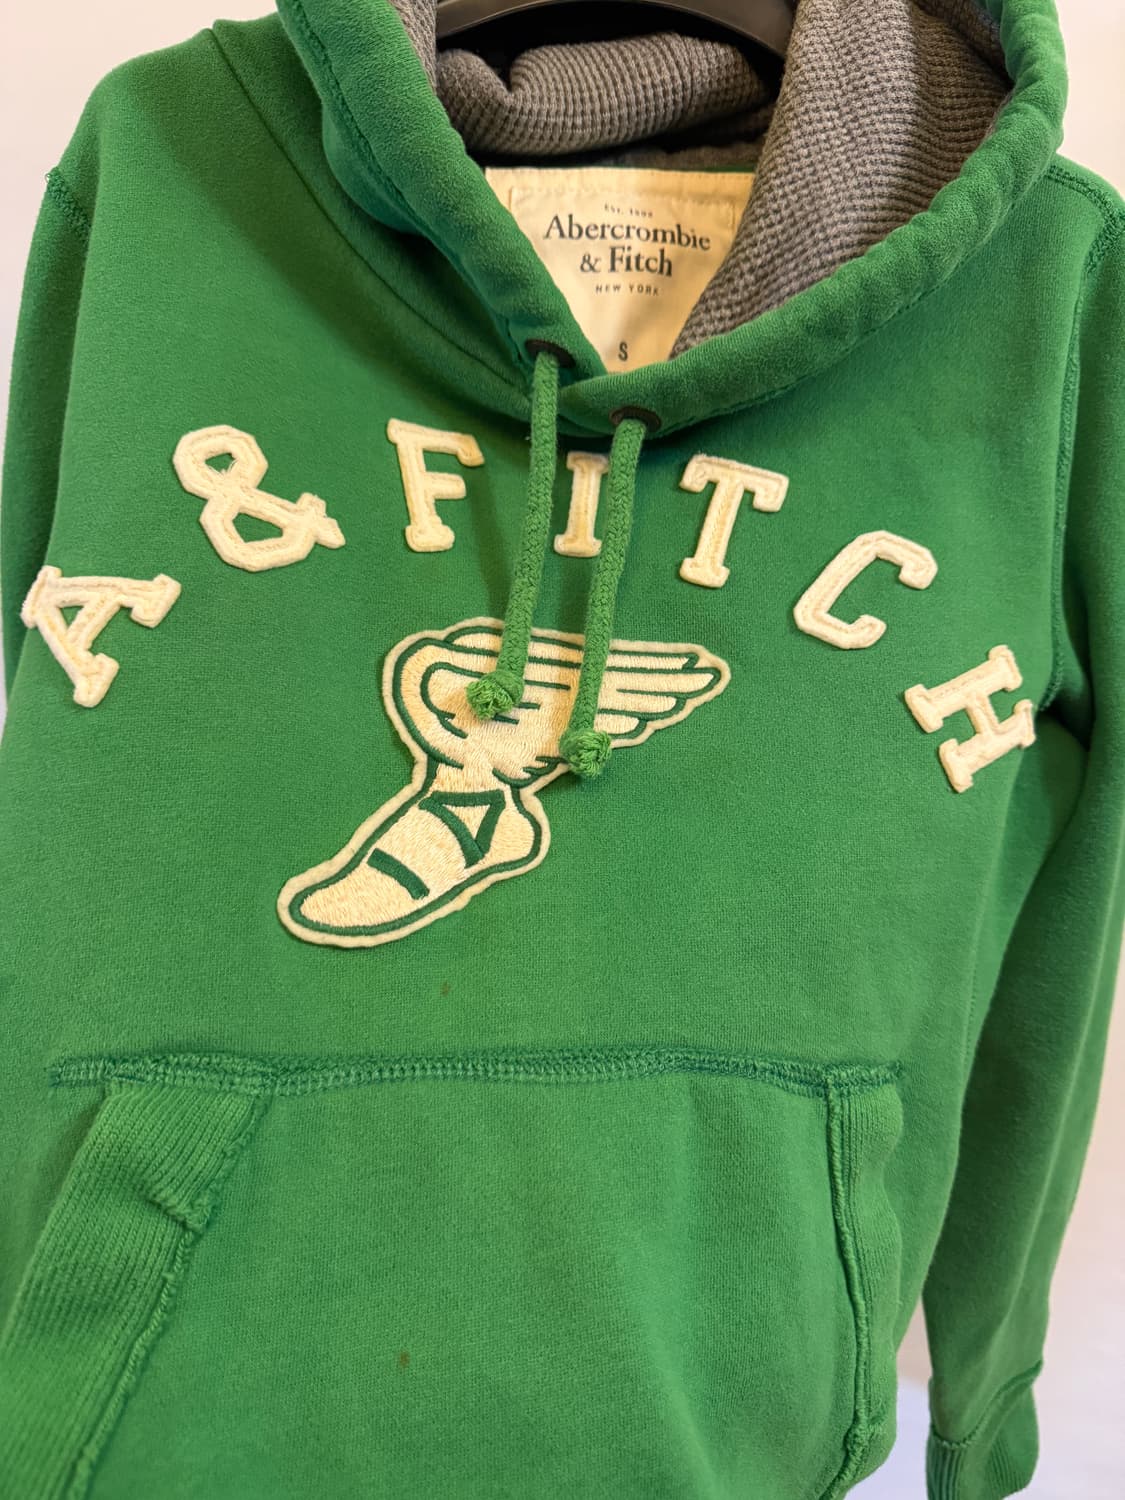 EST. 1892
Abercrombie
& Fitch
NEW YORK
S
A & FITCH